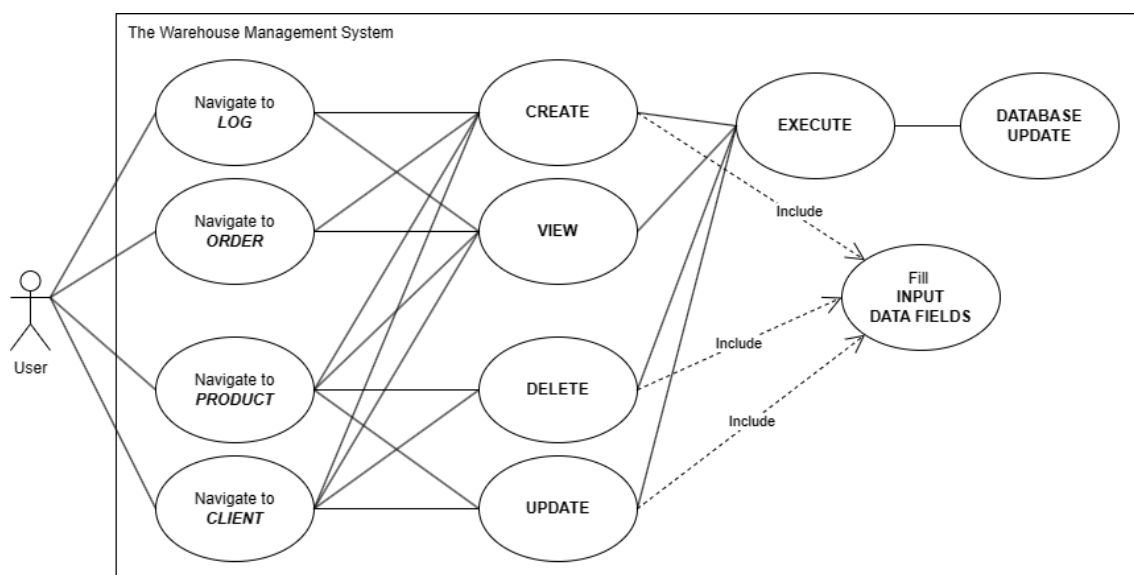 The Warehouse Management System
Navigate to
LOG
CREATE
EXECUTE
DATABASE
UPDATE
Navigate to
ORDER
VIEW
Include
Fill
INPUT
DATA FIELDS
User
Navigate to
PRODUCT
DELETE
Include
Include
Navigate to
CLIENT
UPDATE